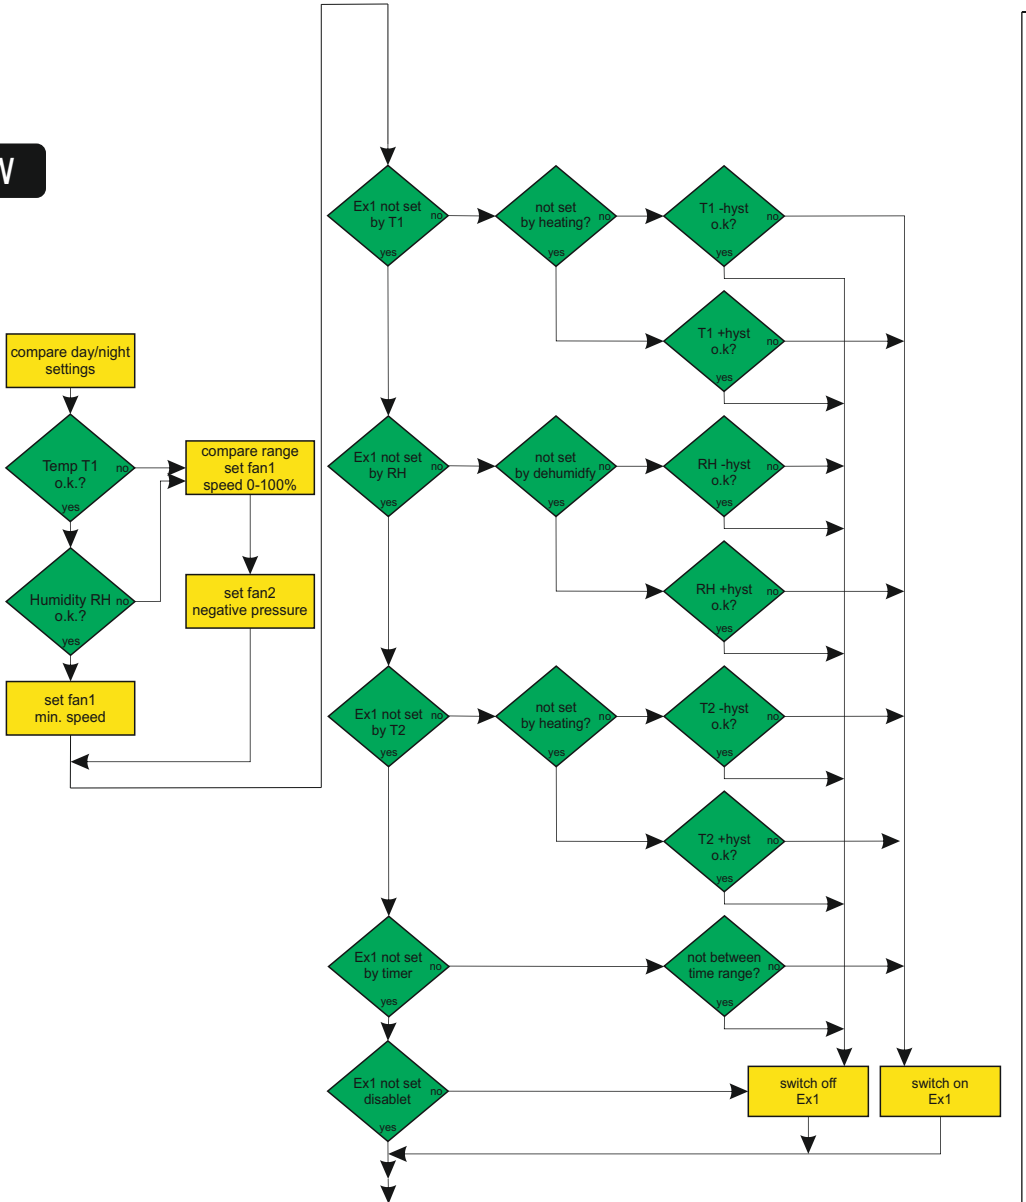 W
compare day/night
settings
Temp T1
o.k.?
no
yes
Humidity RH
o.k.?
no
yes
set fan1
min. speed
compare range
set fan1
speed 0-100%
set fan2
negative pressure
Ex1 not set
by T1
no
yes
not set
by heating?
no
yes
T1 -hyst
o.k?
no
yes
T1 +hyst
o.k?
no
yes
Ex1 not set
by RH
no
yes
not set
by dehumidfy
no
yes
RH -hyst
o.k?
no
yes
RH +hyst
o.k?
no
yes
Ex1 not set
by T2
no
yes
not set
by heating?
no
yes
T2 -hyst
o.k?
no
yes
T2 +hyst
o.k?
no
yes
Ex1 not set
by timer
no
yes
not between
time range?
no
yes
Ex1 not set
disablet
no
yes
switch off
Ex1
switch on
Ex1